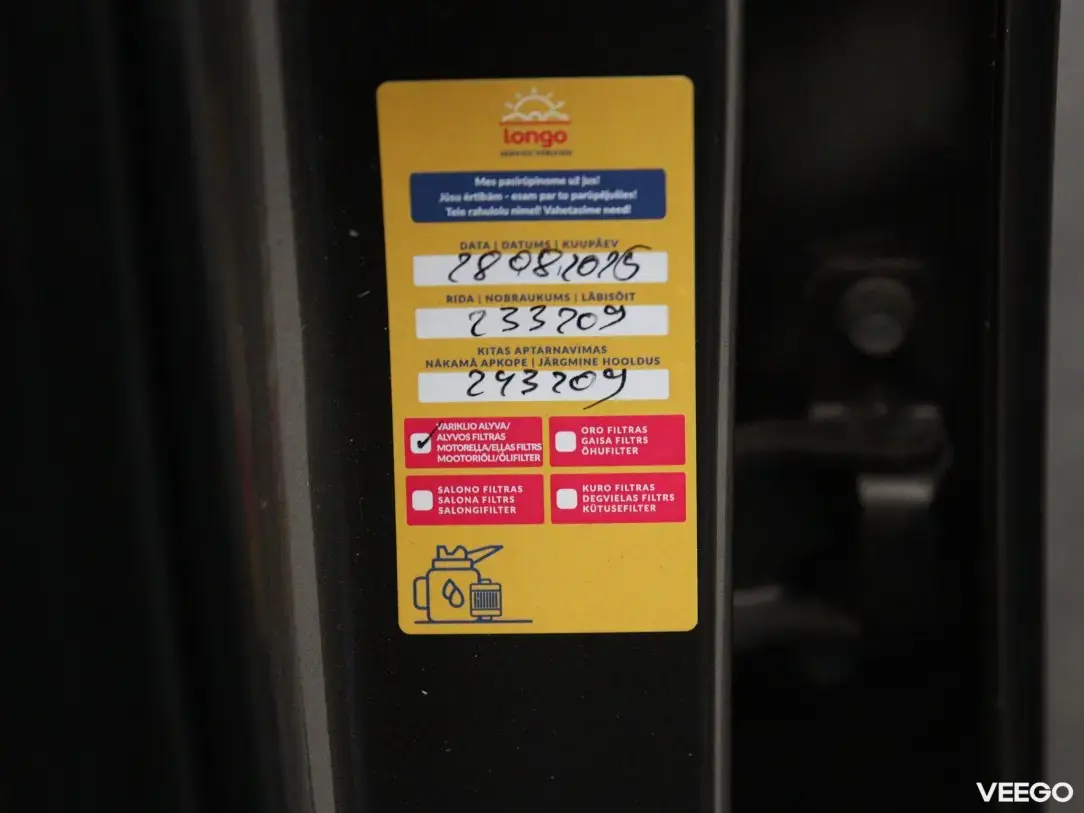 longo
Mes pasirūpinsme už jus!
Jūsu ērtībām - esam par to parūpējušies!
Teie rahulolu nimel! Vahetasime need!
DATA | DATUMS | KUUPÄEV
28 08.2025
RIDA | NOBRAUKUMS | LÄBISÕIT
233209
KITAS APTARNAVIMAS
NĀKAMĀ APKOPE | JÄRGMINE HOOLDUS
243209
VARIKLIO ALYVA/
ALYVOS FILTRAS
MOTOREĻĻA/EĻĻAS FILTRS
MOOTORIÕLI/ÕLIFILTER
ORO FILTRAS
GAISA FILTRS
ÕHUFILTER
SALONO FILTRAS
SALONA FILTRS
SALONGIFILTER
KURO FILTRAS
DEGVIELAS FILTRS
KÜTUSEFILTER
VEEGO